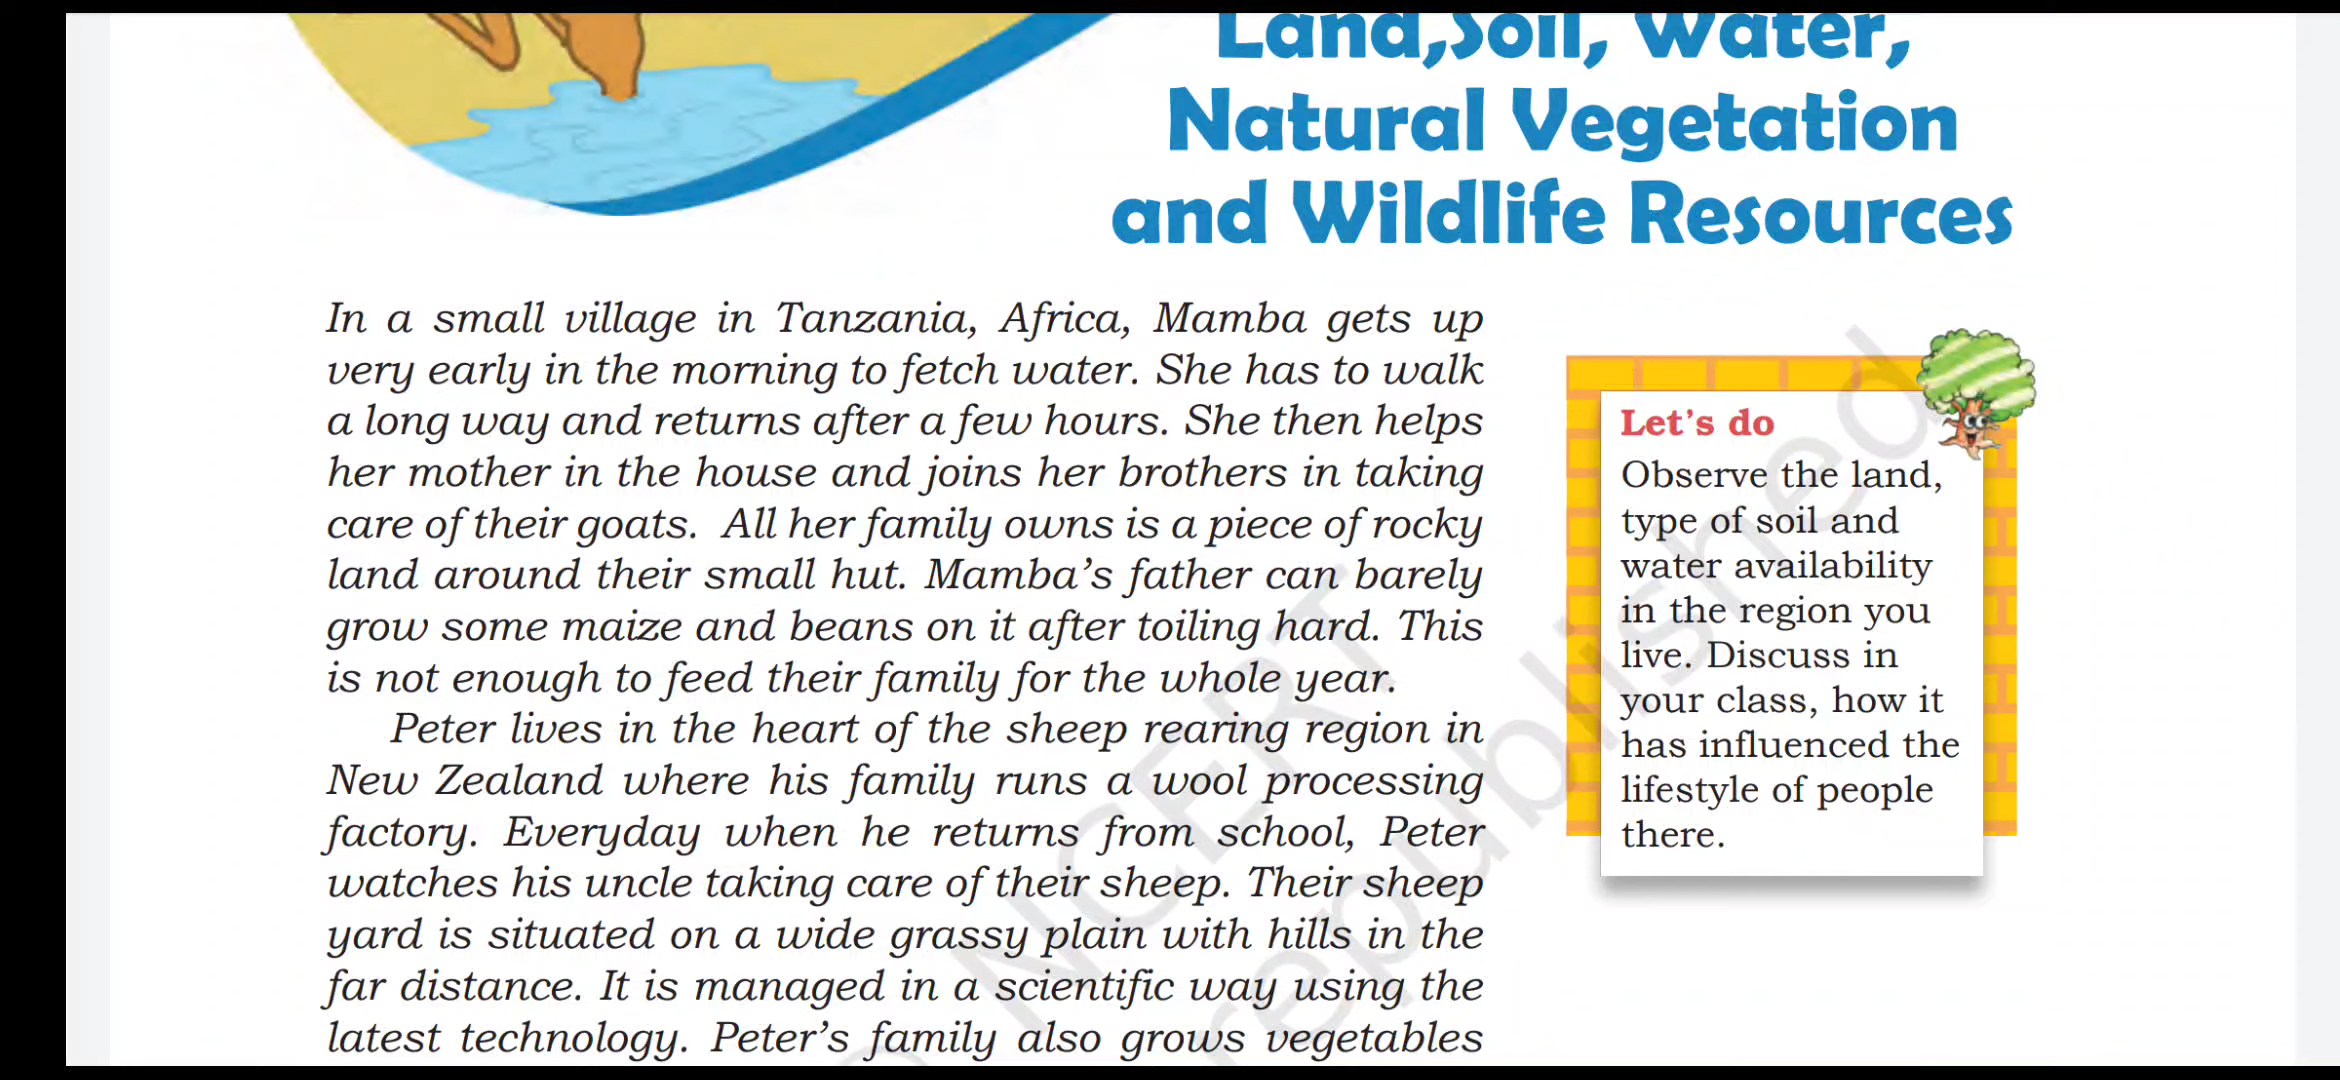 Land,Soil, Water,
Natural Vegetation
and Wildlife Resources
In a small village in Tanzania, Africa, Mamba gets up
very early in the morning to fetch water. She has to walk
a long way and returns after a few hours. She then helps
her mother in the house and joins her brothers in taking
care of their goats. All her family owns is a piece of rocky
land around their small hut. Mamba's father can barely
grow some maize and beans on it after toiling hard. This
is not enough to feed their family for the whole year.
Peter lives in the heart of the sheep rearing region in
New Zealand where his family runs a wool processing
factory. Everyday when he returns from school, Peter
watches his uncle taking care of their sheep. Their sheep
yard is situated on a wide grassy plain with hills in the
far distance. It is managed in a scientific way using the
latest technology. Peter's family also grows vegetables
Let's do
Observe the land,
type of soil and
water availability
in the region you
live. Discuss in
your class, how it
has influenced the
lifestyle of people
there.
NCERT
republished